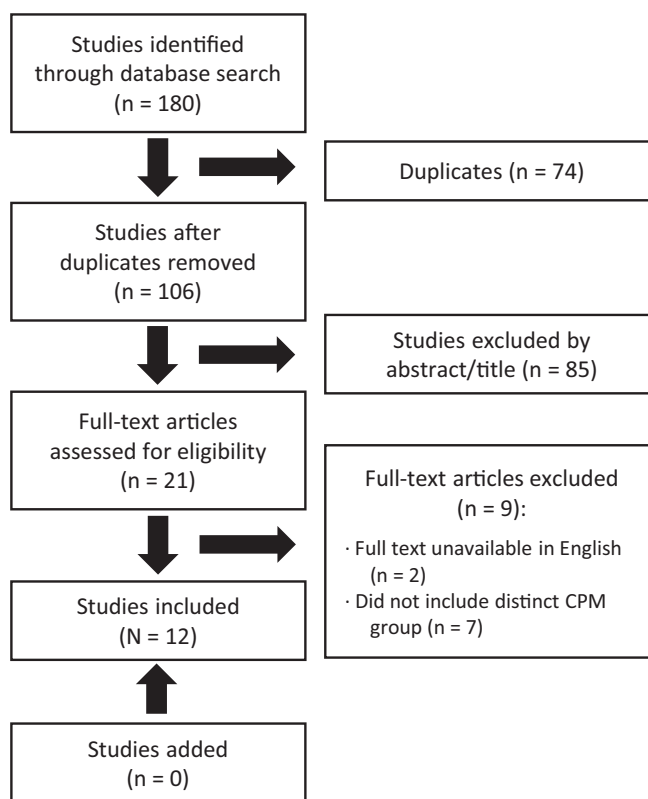 Studies identified
through database search
(n = 180)
Duplicates (n = 74)
Studies after
duplicates removed
(n = 106)
Studies excluded by
abstract/title (n = 85)
Full-text articles
assessed for eligibility
(n = 21)
Full-text articles excluded
(n = 9):
· Full text unavailable in English
(n = 2)
· Did not include distinct CPM
group (n = 7)
Studies included
(N = 12)
Studies added
(n = 0)